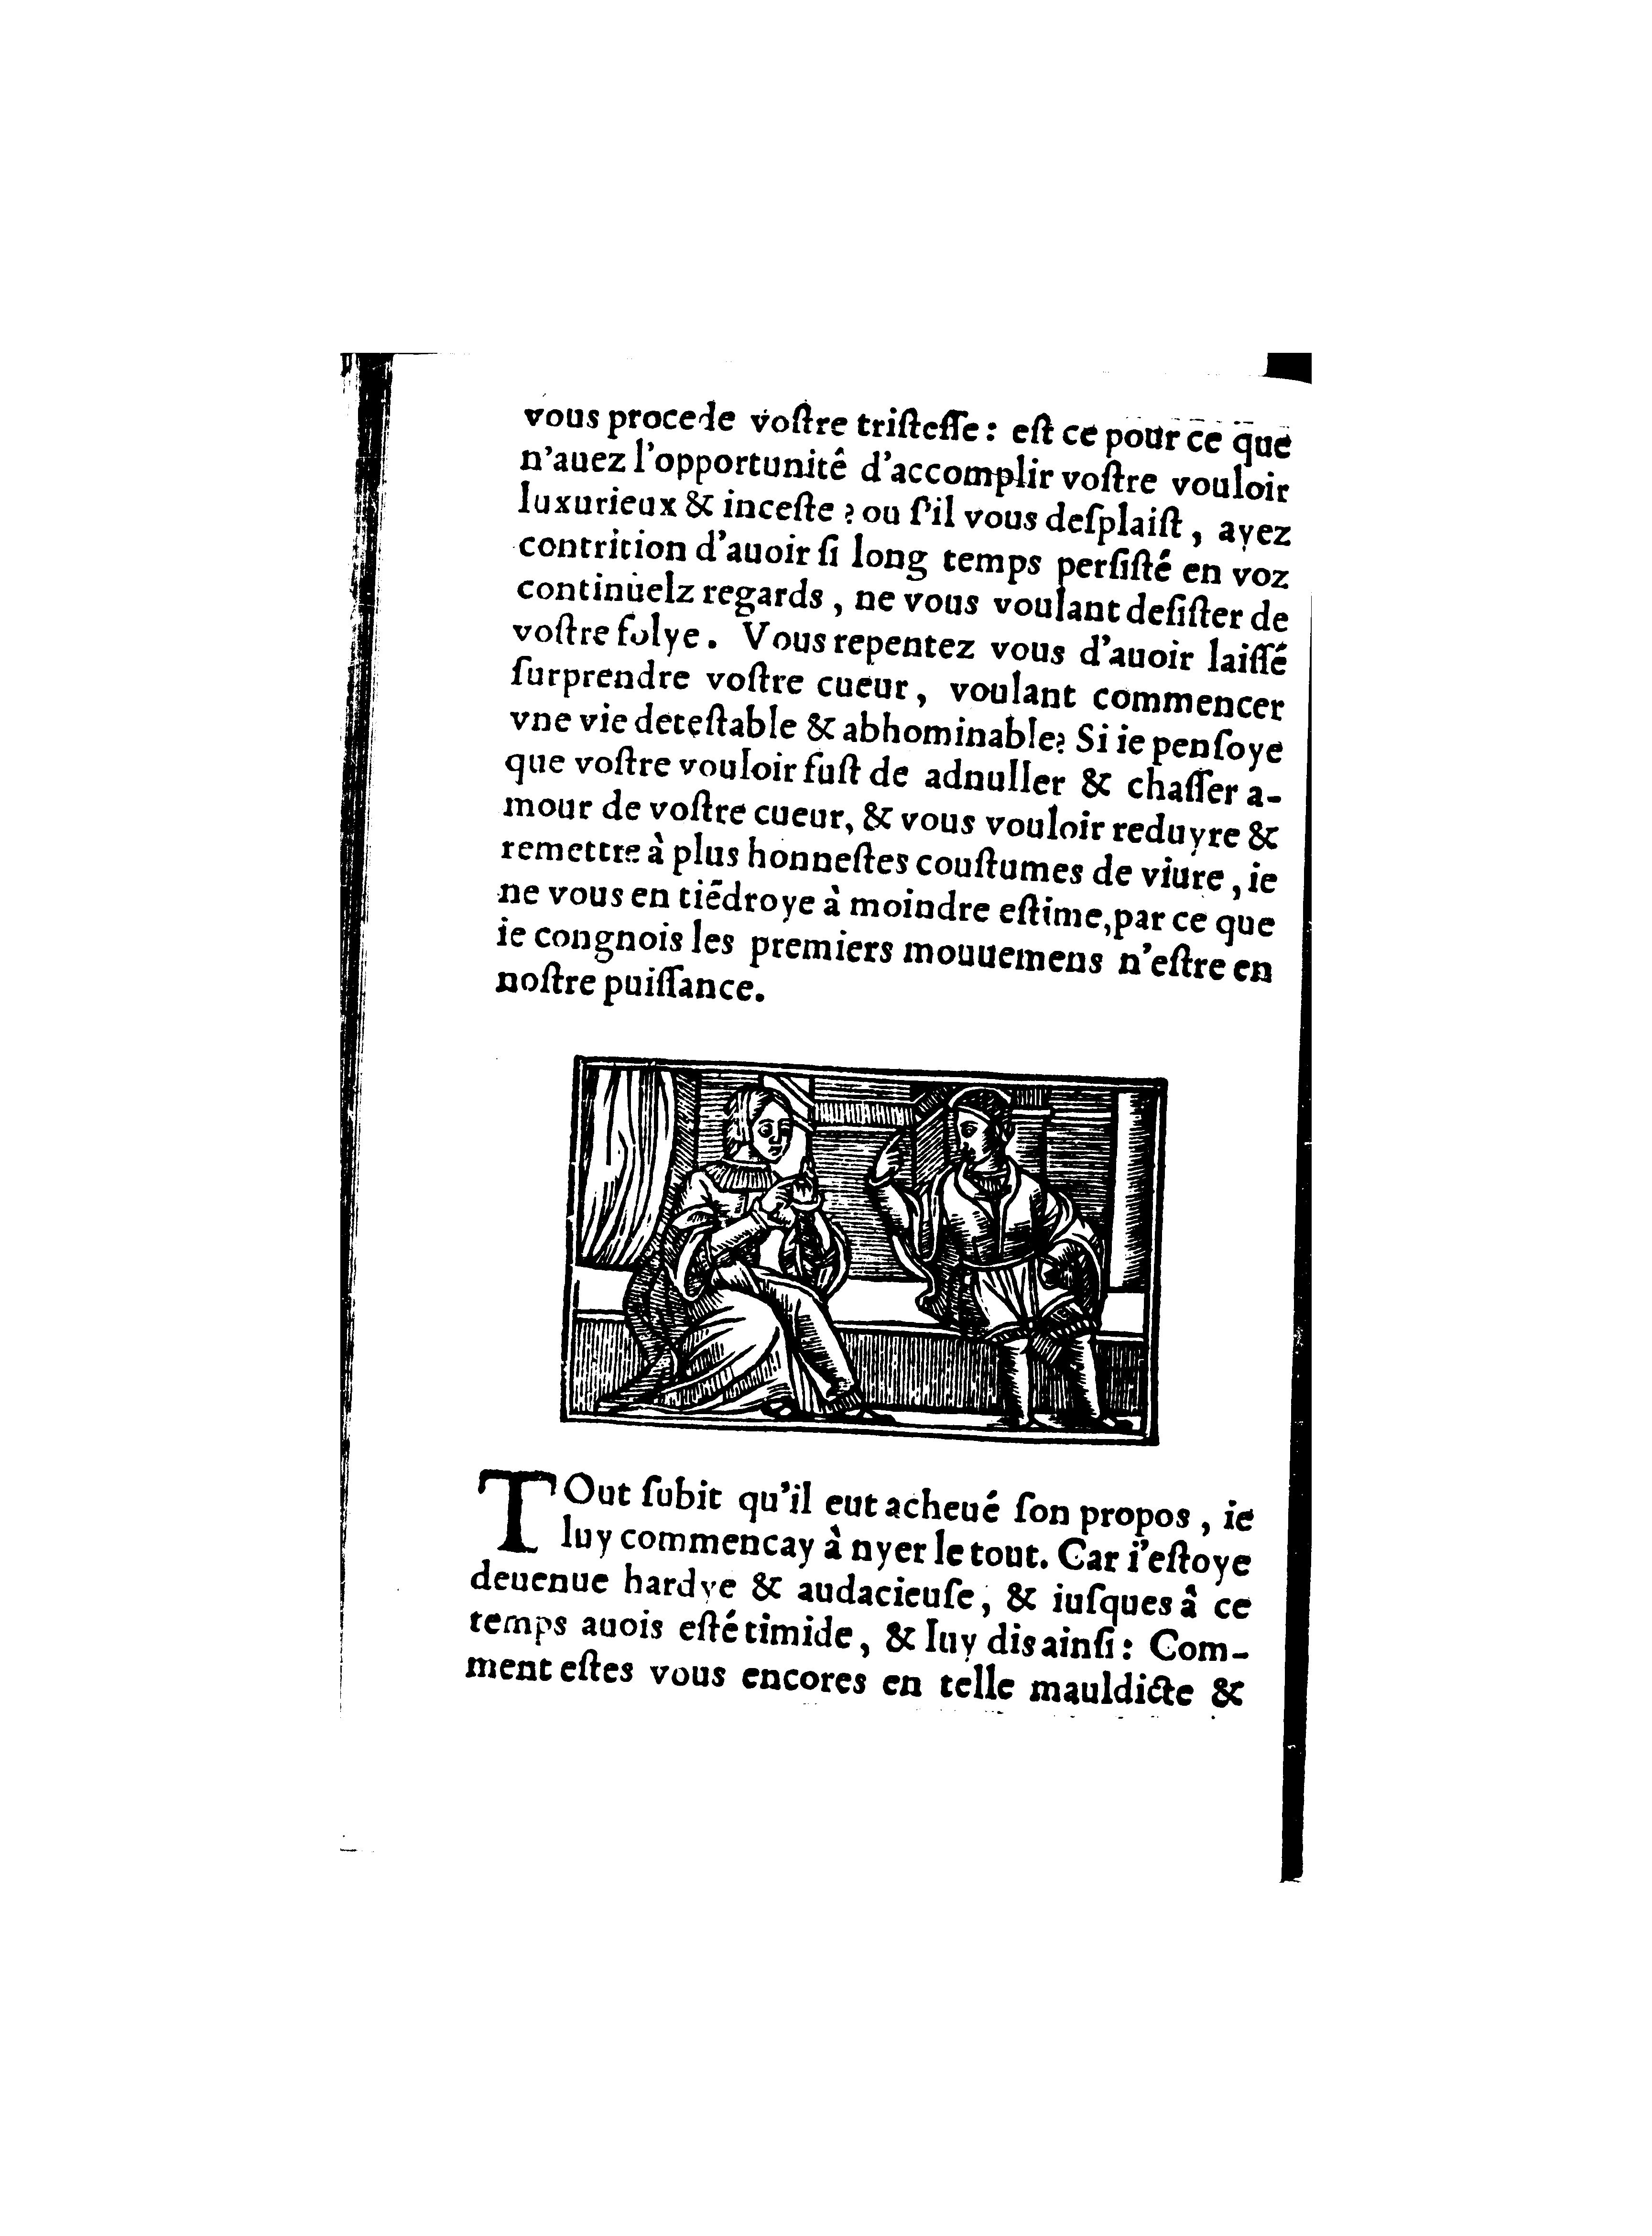 vous procede voſtre triſteſſe: eſt ce pour ce que
n'auez l'opportunité d'accomplir voſtre vouloir
luxurieux & inceſte ? ou ſ'il vous deſplaiſt, ayez
contrition d'auoir ſi long temps perſiſté en voz
continuelz regards, ne vous voulant deſiſter de
voſtre folye. Vous repentez vous d'auoir laiſſé
ſurprendre voſtre cueur, voulant commencer
vne vie deteſtable & abhominable? Si ie penſoye
que voſtre vouloir fuſt de adnuller & chaſſer a-
mour de voſtre cueur, & vous vouloir reduyre &
remettre à plus honneſtes couſtumes de viure, ie
ne vous en tiẽdroye à moindre eſtime, par ce que
ie congnois les premiers mouuemens n'eſtre en
noſtre puiſſance.
TOut ſubit qu'il eut acheué ſon propos, ie
luy commencay à nyer le tout. Car i'eſtoye
deuenue hardye & audacieuſe, & iuſques à ce
temps auois eſté timide, & luy dis ainſi: Com-
ment eſtes vous encores en telle mauldicte &